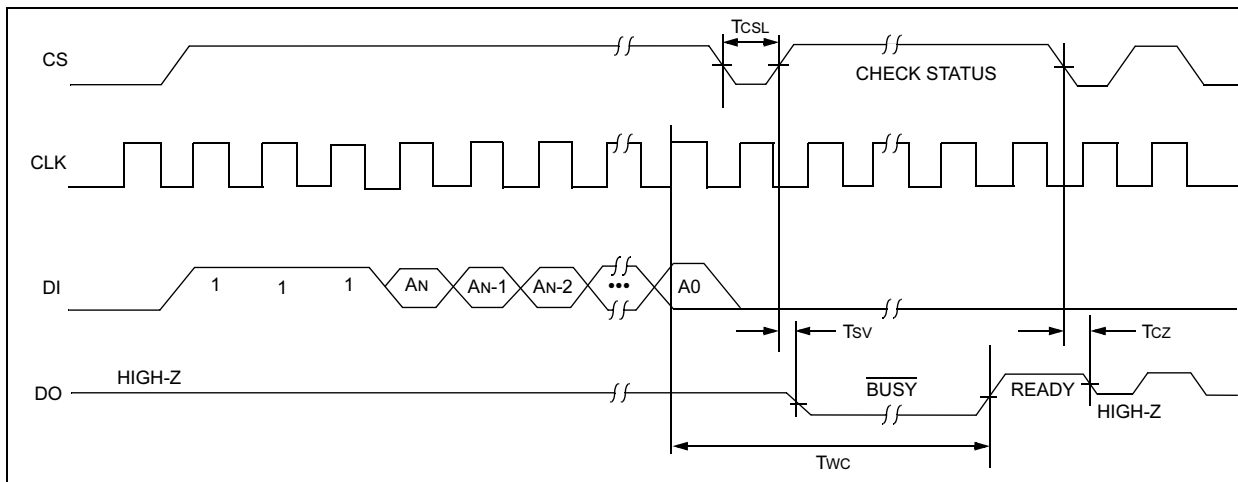 TCSL
CS
CHECK STATUS
CLK
DI 1 1 1 AN AN-1 AN-2 ••• A0
TSV TCZ
HIGH-Z BUSY READY
DO HIGH-Z
TWC